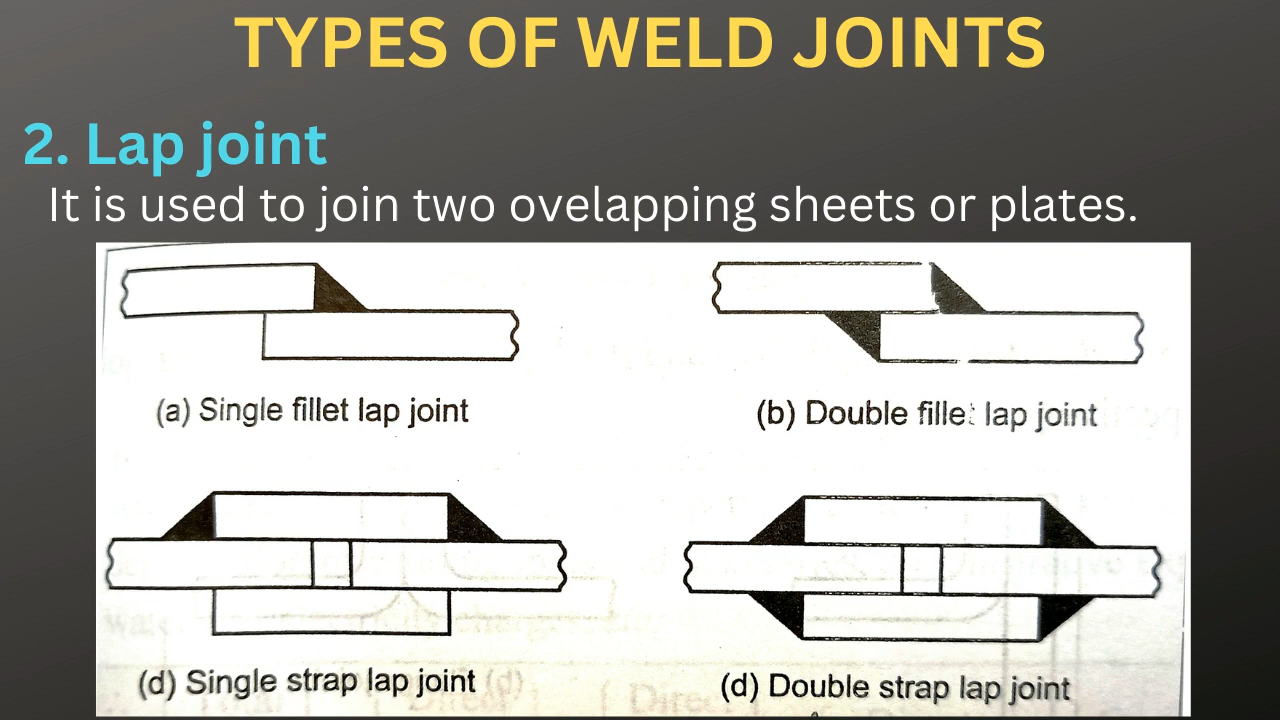 TYPES OF WELD JOINTS
2. Lap joint
It is used to join two ovelapping sheets or plates.
(a) Single fillet lap joint
(b) Double fillet lap joint
(d) Single strap lap joint
(d) Double strap lap joint